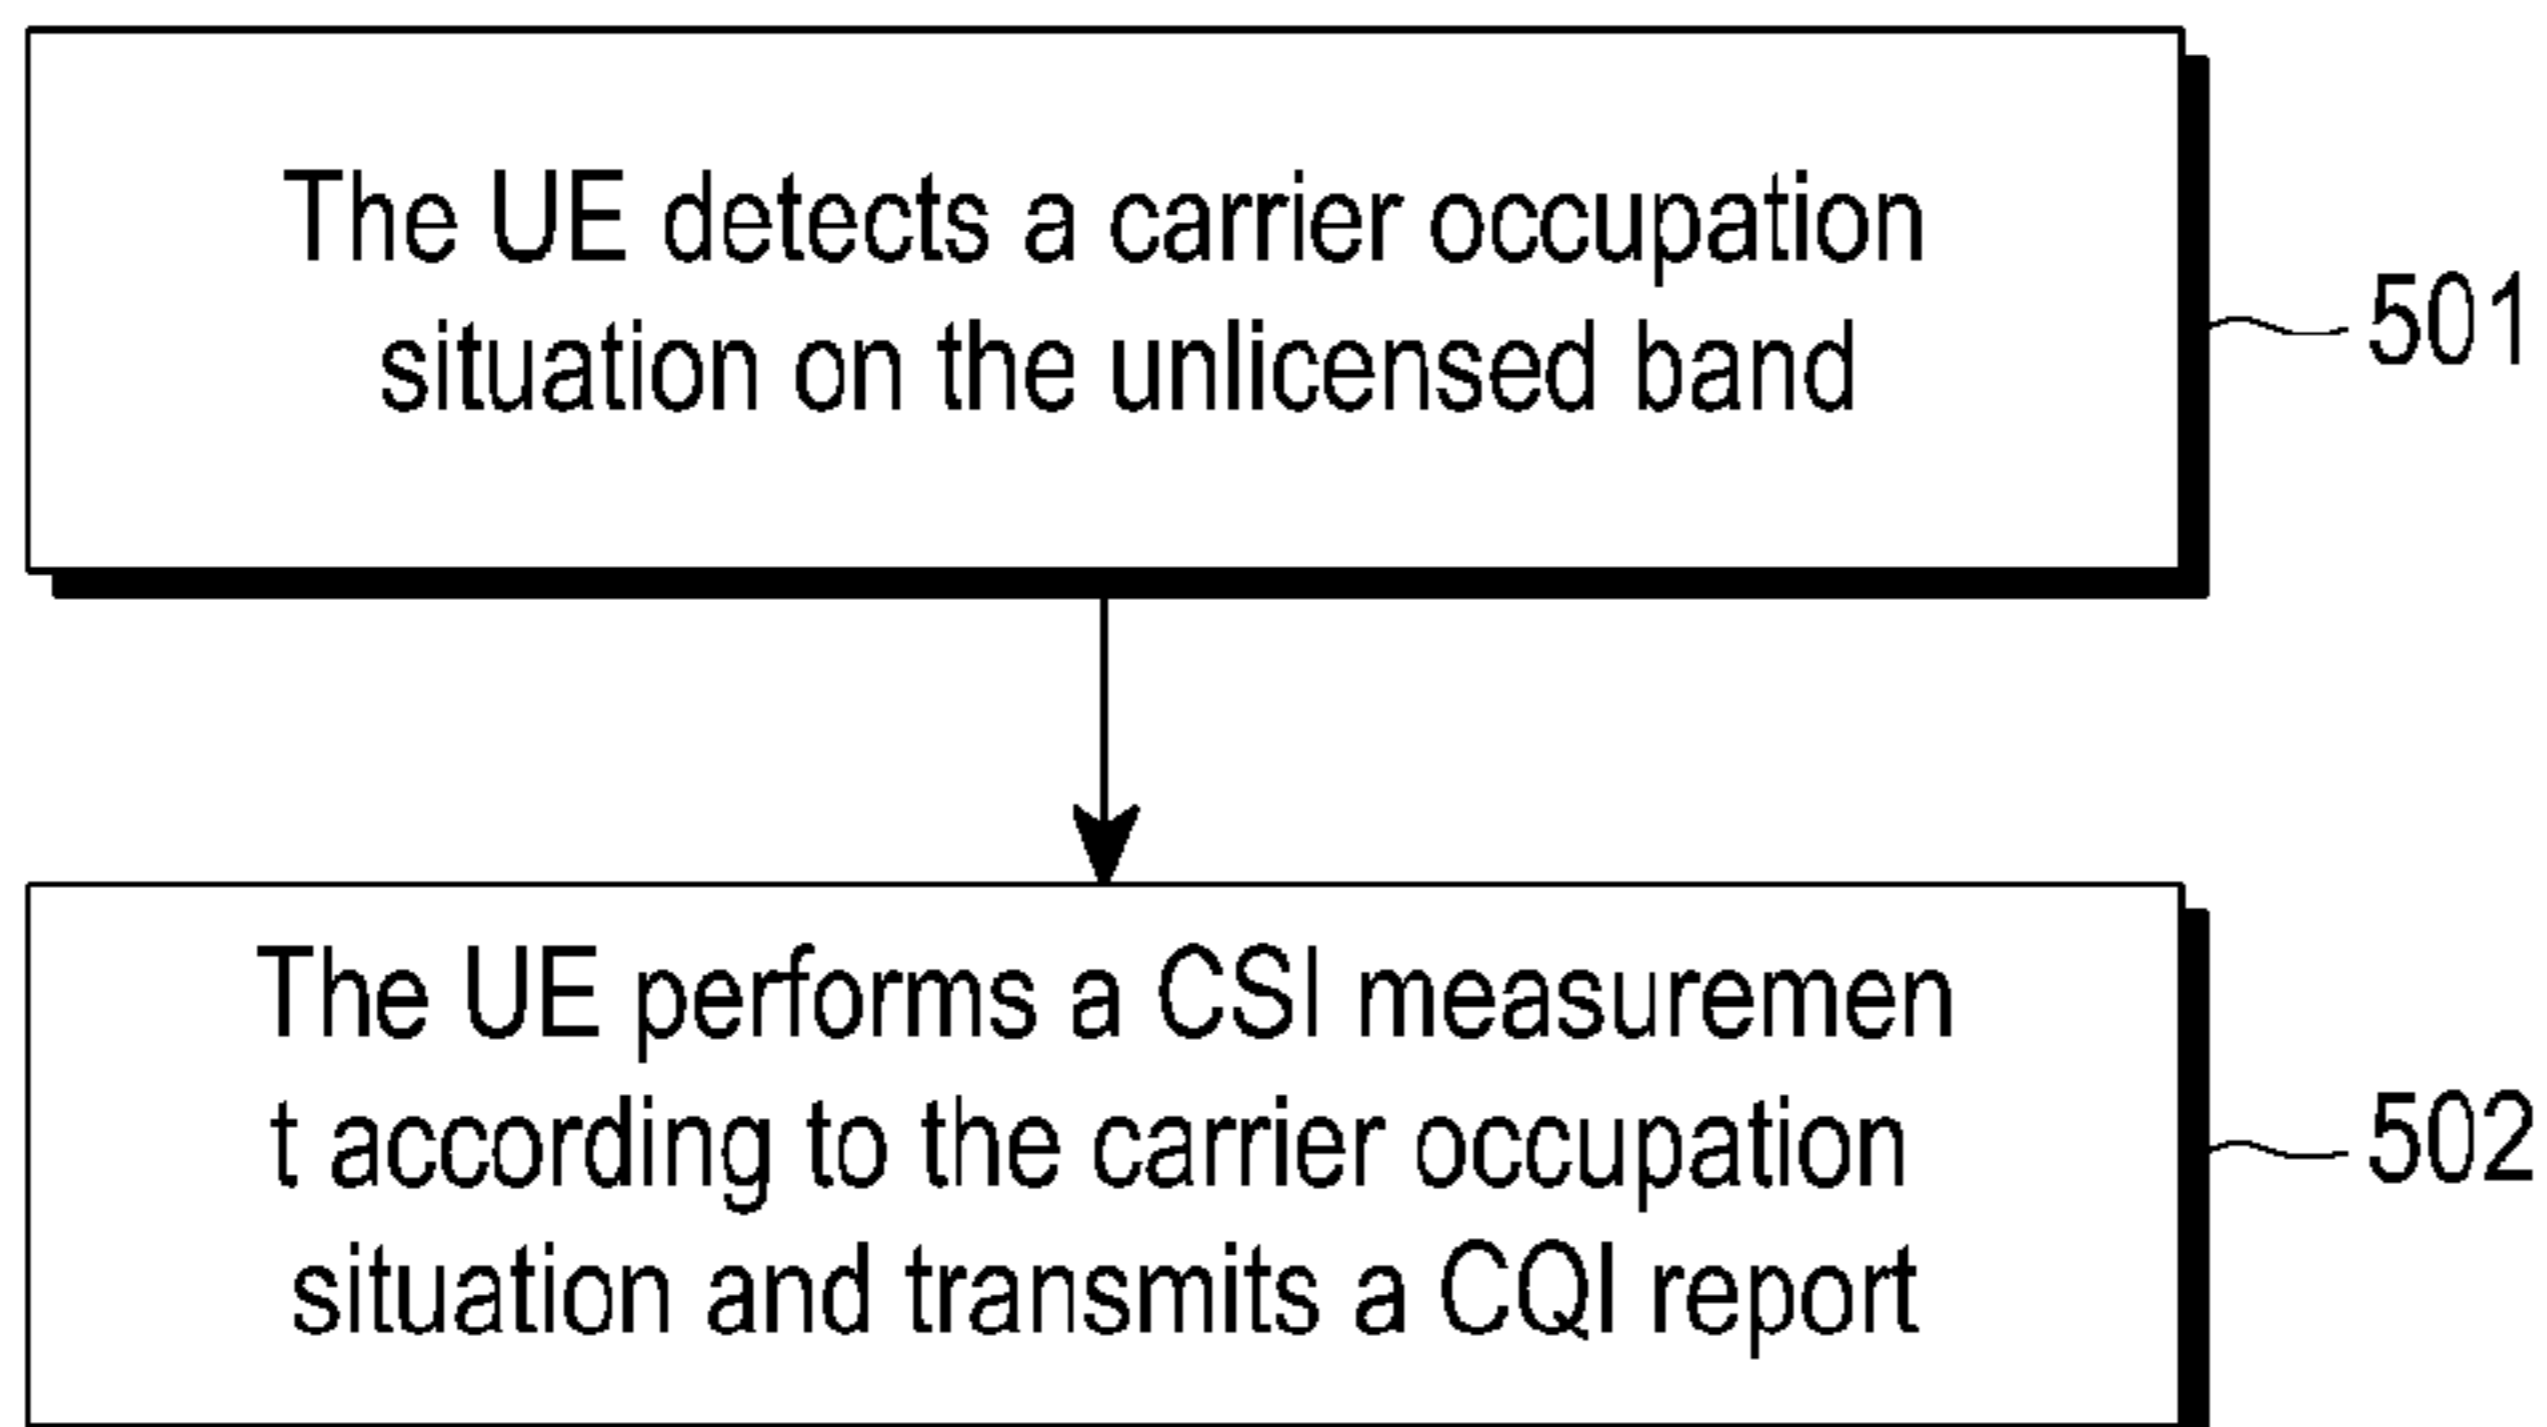 The UE detects a carrier occupation
situation on the unlicensed band
501
The UE performs a CSI measuremen
t according to the carrier occupation
situation and transmits a CQI report
502